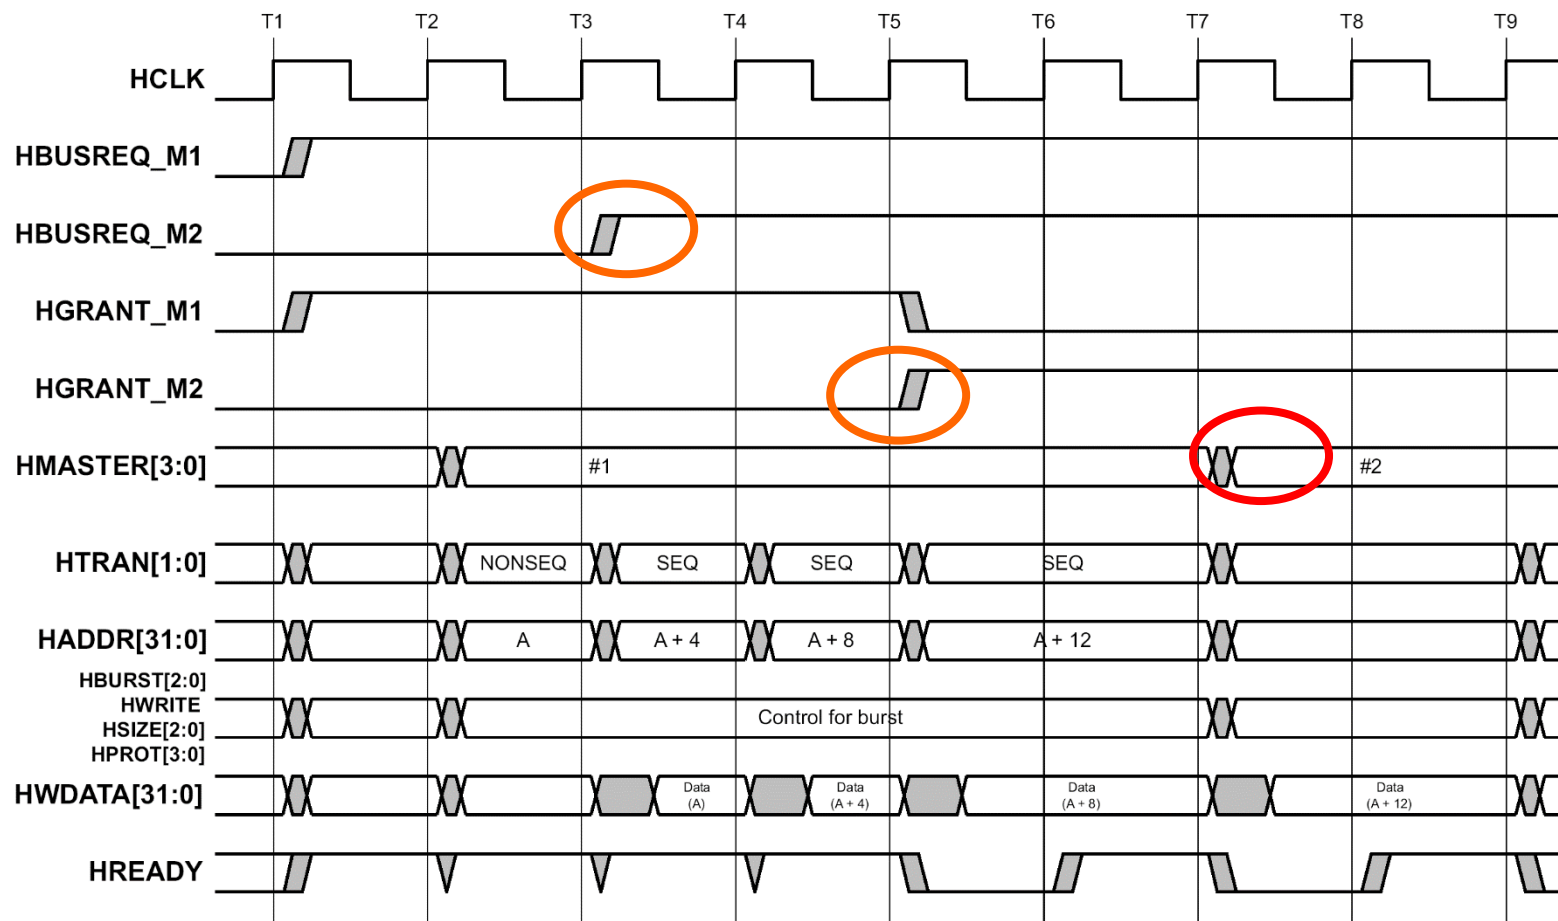 T1 T2 T3 T4 T5 T6 T7 T8 T9
HCLK
HBUSREQ_M1
HBUSREQ_M2
HGRANT_M1
HGRANT_M2
HMASTER[3:0] #1 #2
HTRAN[1:0] NONSEQ SEQ SEQ SEQ
HADDR[31:0] A A + 4 A + 8 A + 12
HBURST[2:0]
HWRITE
HSIZE[2:0]
HPROT[3:0]
Control for burst
HWDATA[31:0]
Data Data Data Data
(A) (A + 4) (A + 8) (A + 12)
HREADY